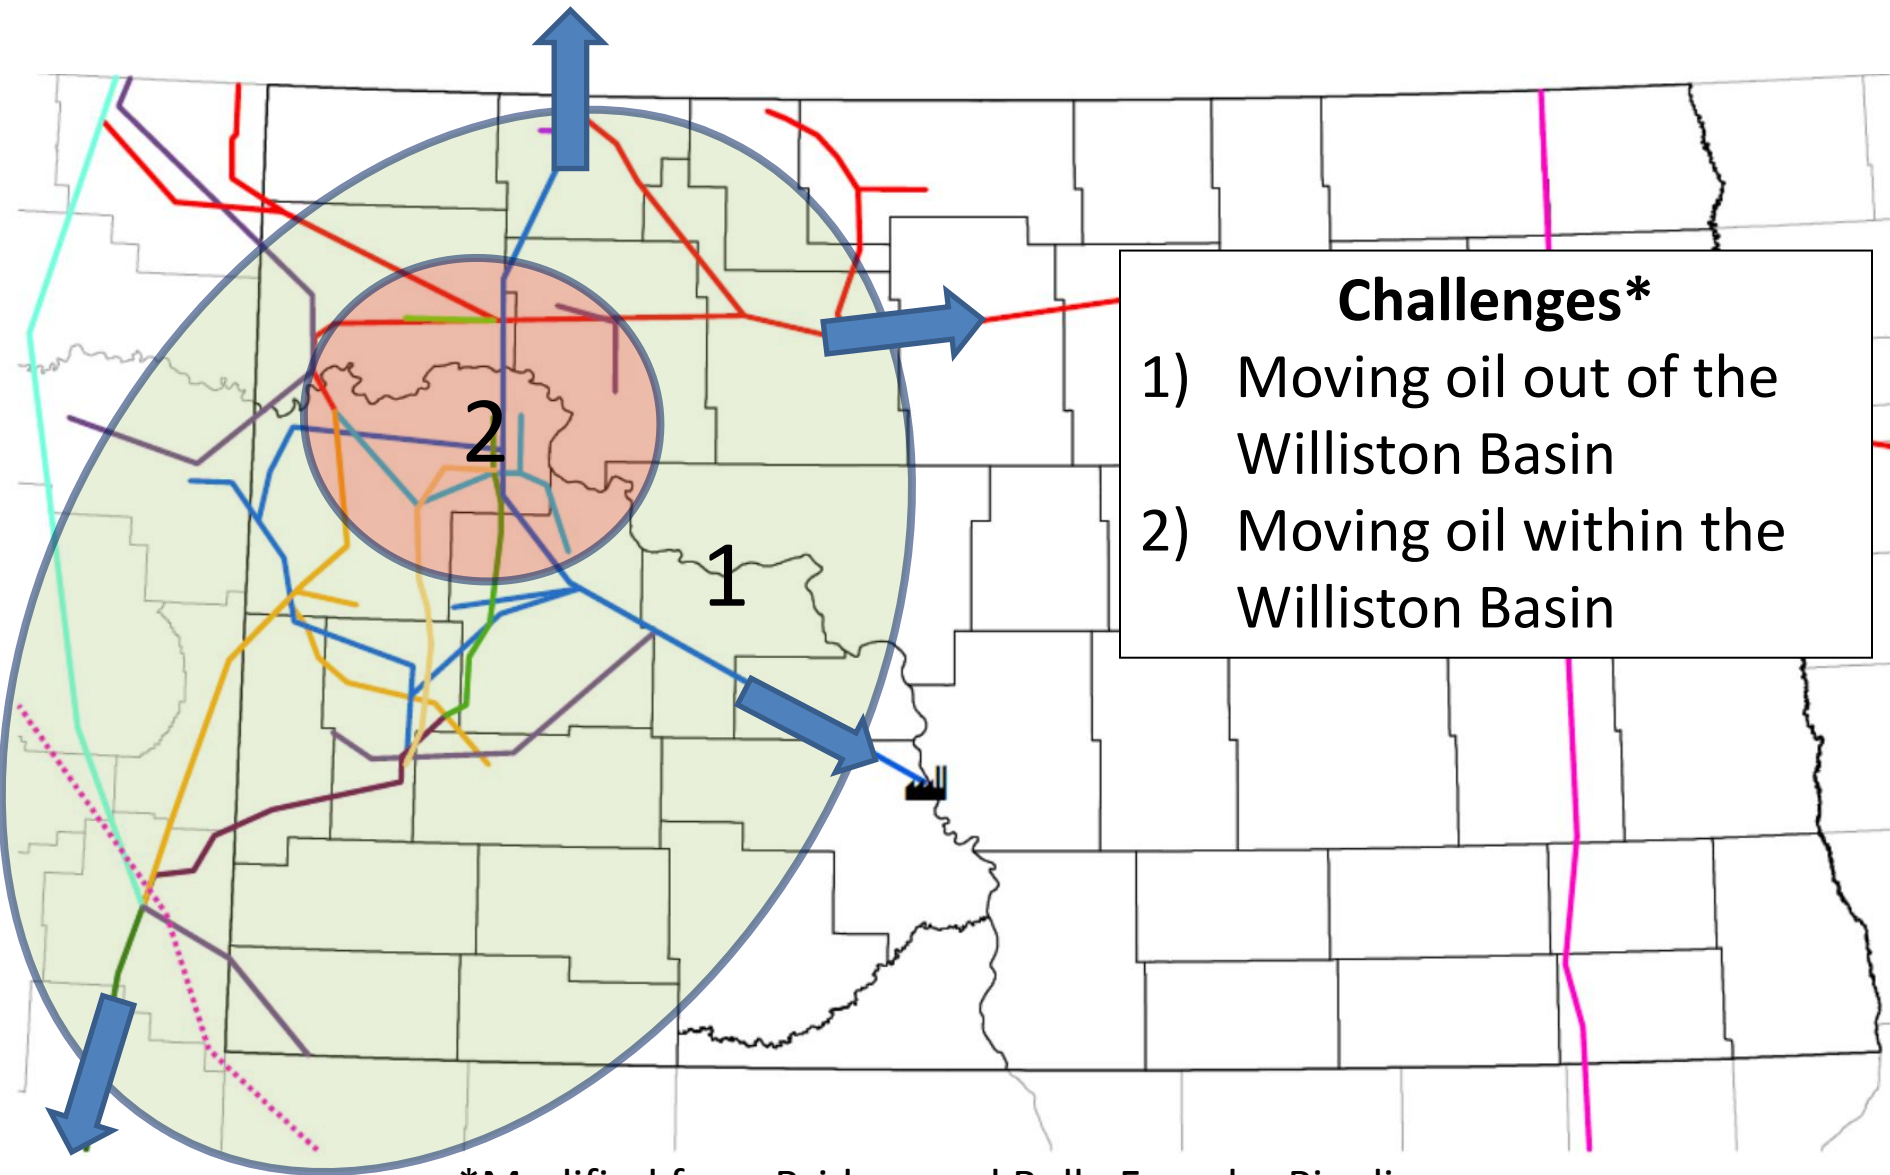 Challenges*
1) Moving oil out of the
Williston Basin
2) Moving oil within the
Williston Basin
2
1